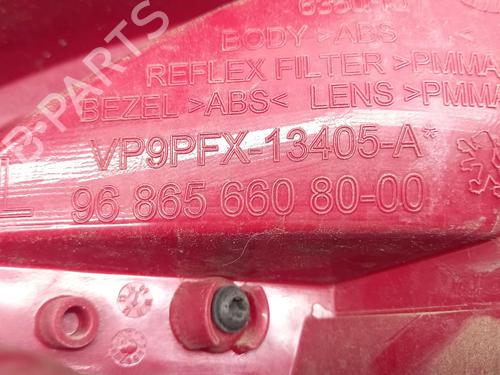 BODY >ABS
REFLEX FILTER >PMMA
BEZEL >ABS< LENS >PMMA
VP9PFX-13405-A*
L 96 865 660 80-00
B-PARTS